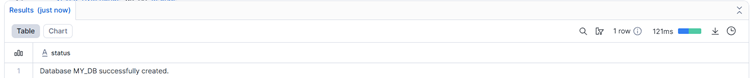 Results (just now)
Table Chart 1 row 121ms
status
1 Database MY_DB successfully created.